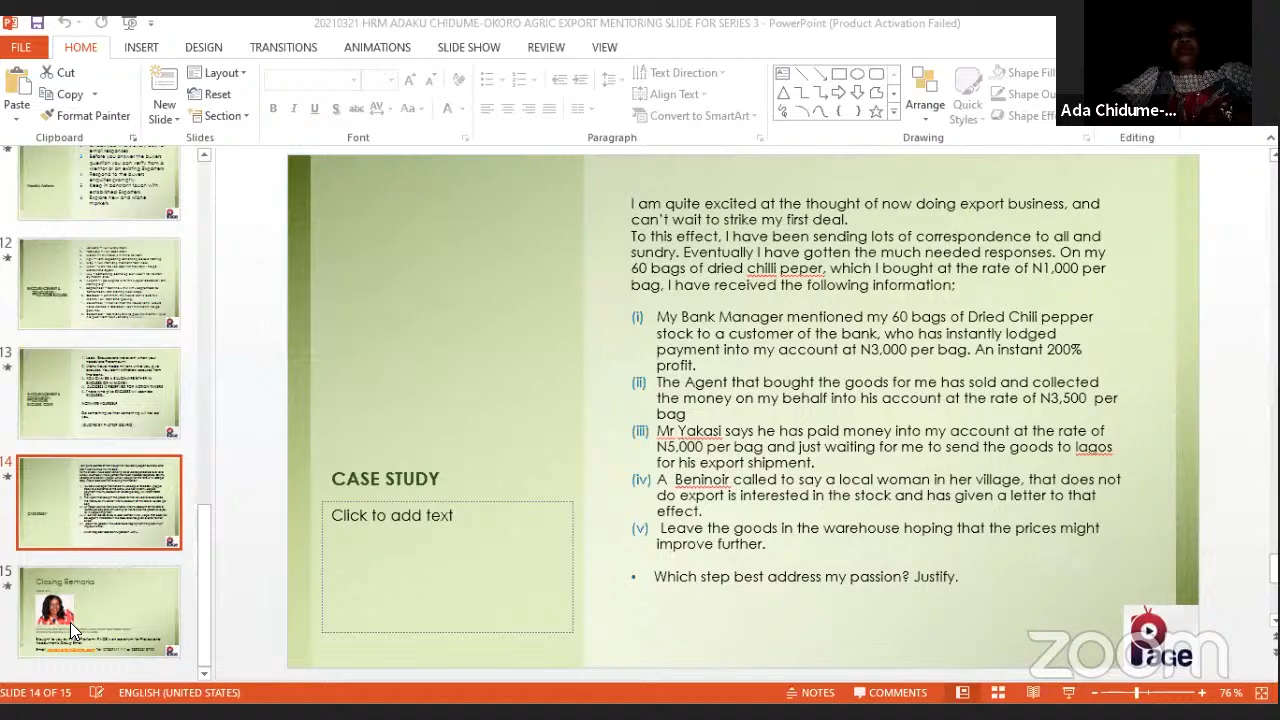 20210321 HRM ADAKU CHIDUME-OKORO AGRIC EXPORT MENTORING SLIDE FOR SERIES 3 - PowerPoint (Product Activation Failed)
FILE HOME INSERT DESIGN TRANSITIONS ANIMATIONS SLIDE SHOW REVIEW VIEW
Ada Chidume-...
Paste
Cut
Copy
Format Painter
Clipboard
New Slide
Layout
Reset
Section
Slides
Font
Text Direction
Align Text
Convert to SmartArt
Paragraph
Arrange
Quick Styles
Shape Fill
Shape Ou
Shape Effe
Drawing
Editing
12
13
14
15
Closing Remarks
CASE STUDY
Click to add text
I am quite excited at the thought of now doing export business, and
can't wait to strike my first deal.
To this effect, I have been sending lots of correspondence to all and
sundry. Eventually I have gotten the much needed responses. On my
60 bags of dried chilli peper, which I bought at the rate of N1,000 per
bag, I have received the following information;
(i) My Bank Manager mentioned my 60 bags of Dried Chili pepper
stock to a customer of the bank, who has instantly lodged
payment into my account at N3,000 per bag. An instant 200%
profit.
(ii) The Agent that bought the goods for me has sold and collected
the money on my behalf into his account at the rate of N3,500 per
bag
(iii) Mr Yakasi says he has paid money into my account at the rate of
N5,000 per bag and just waiting for me to send the goods to lagos
for his export shipment.
(iv) A Beninoir called to say a local woman in her village, that does not
do export is interested in the stock and has given a letter to that
effect.
(v) Leave the goods in the warehouse hoping that the prices might
improve further.
• Which step best address my passion? Justify.
Page
zoom
SLIDE 14 OF 15 ENGLISH (UNITED STATES) NOTES COMMENTS 76 %